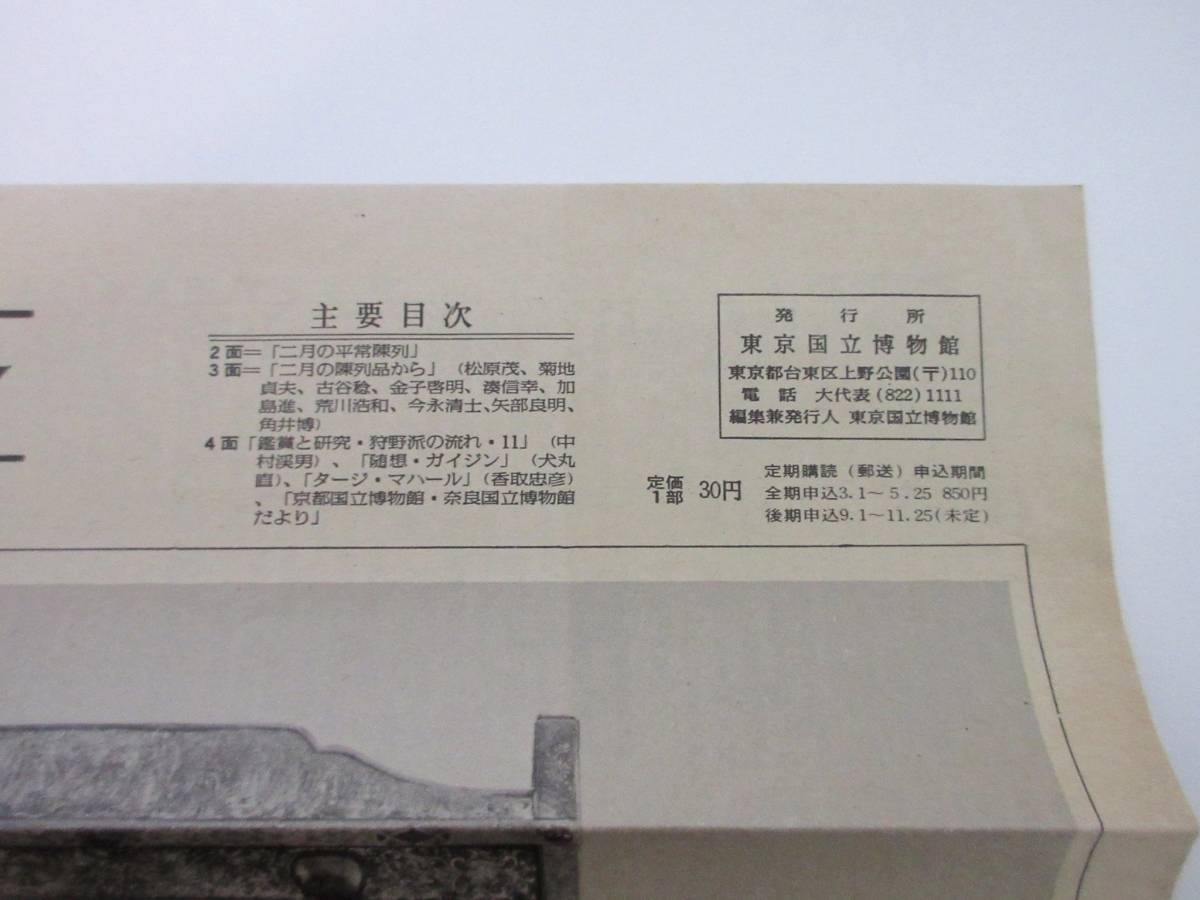 主要目次
2面=「二月の平常陳列」
3面=「二月の陳列品から」(松原茂、菊地
貞夫、古谷稔、金子啓明、湊信幸、加
島進、荒川浩和、今永清士、矢部良明、
角井博)
4面「鑑賞と研究・狩野派の流れ・11」(中
村渓男)、「随想・ガイジン」(犬丸
直)、「タージ・マハール」(香取忠彦)
、「京都国立博物館・奈良国立博物館
だより」
発行所
東京国立博物館
東京都台東区上野公園(〒)110
電話 大代表(822)1111
編集兼発行人 東京国立博物館
定価
1部 30円
定期購読(郵送)申込期間
全期申込3.1~5.25 850円
後期申込9.1~11.25(未定)